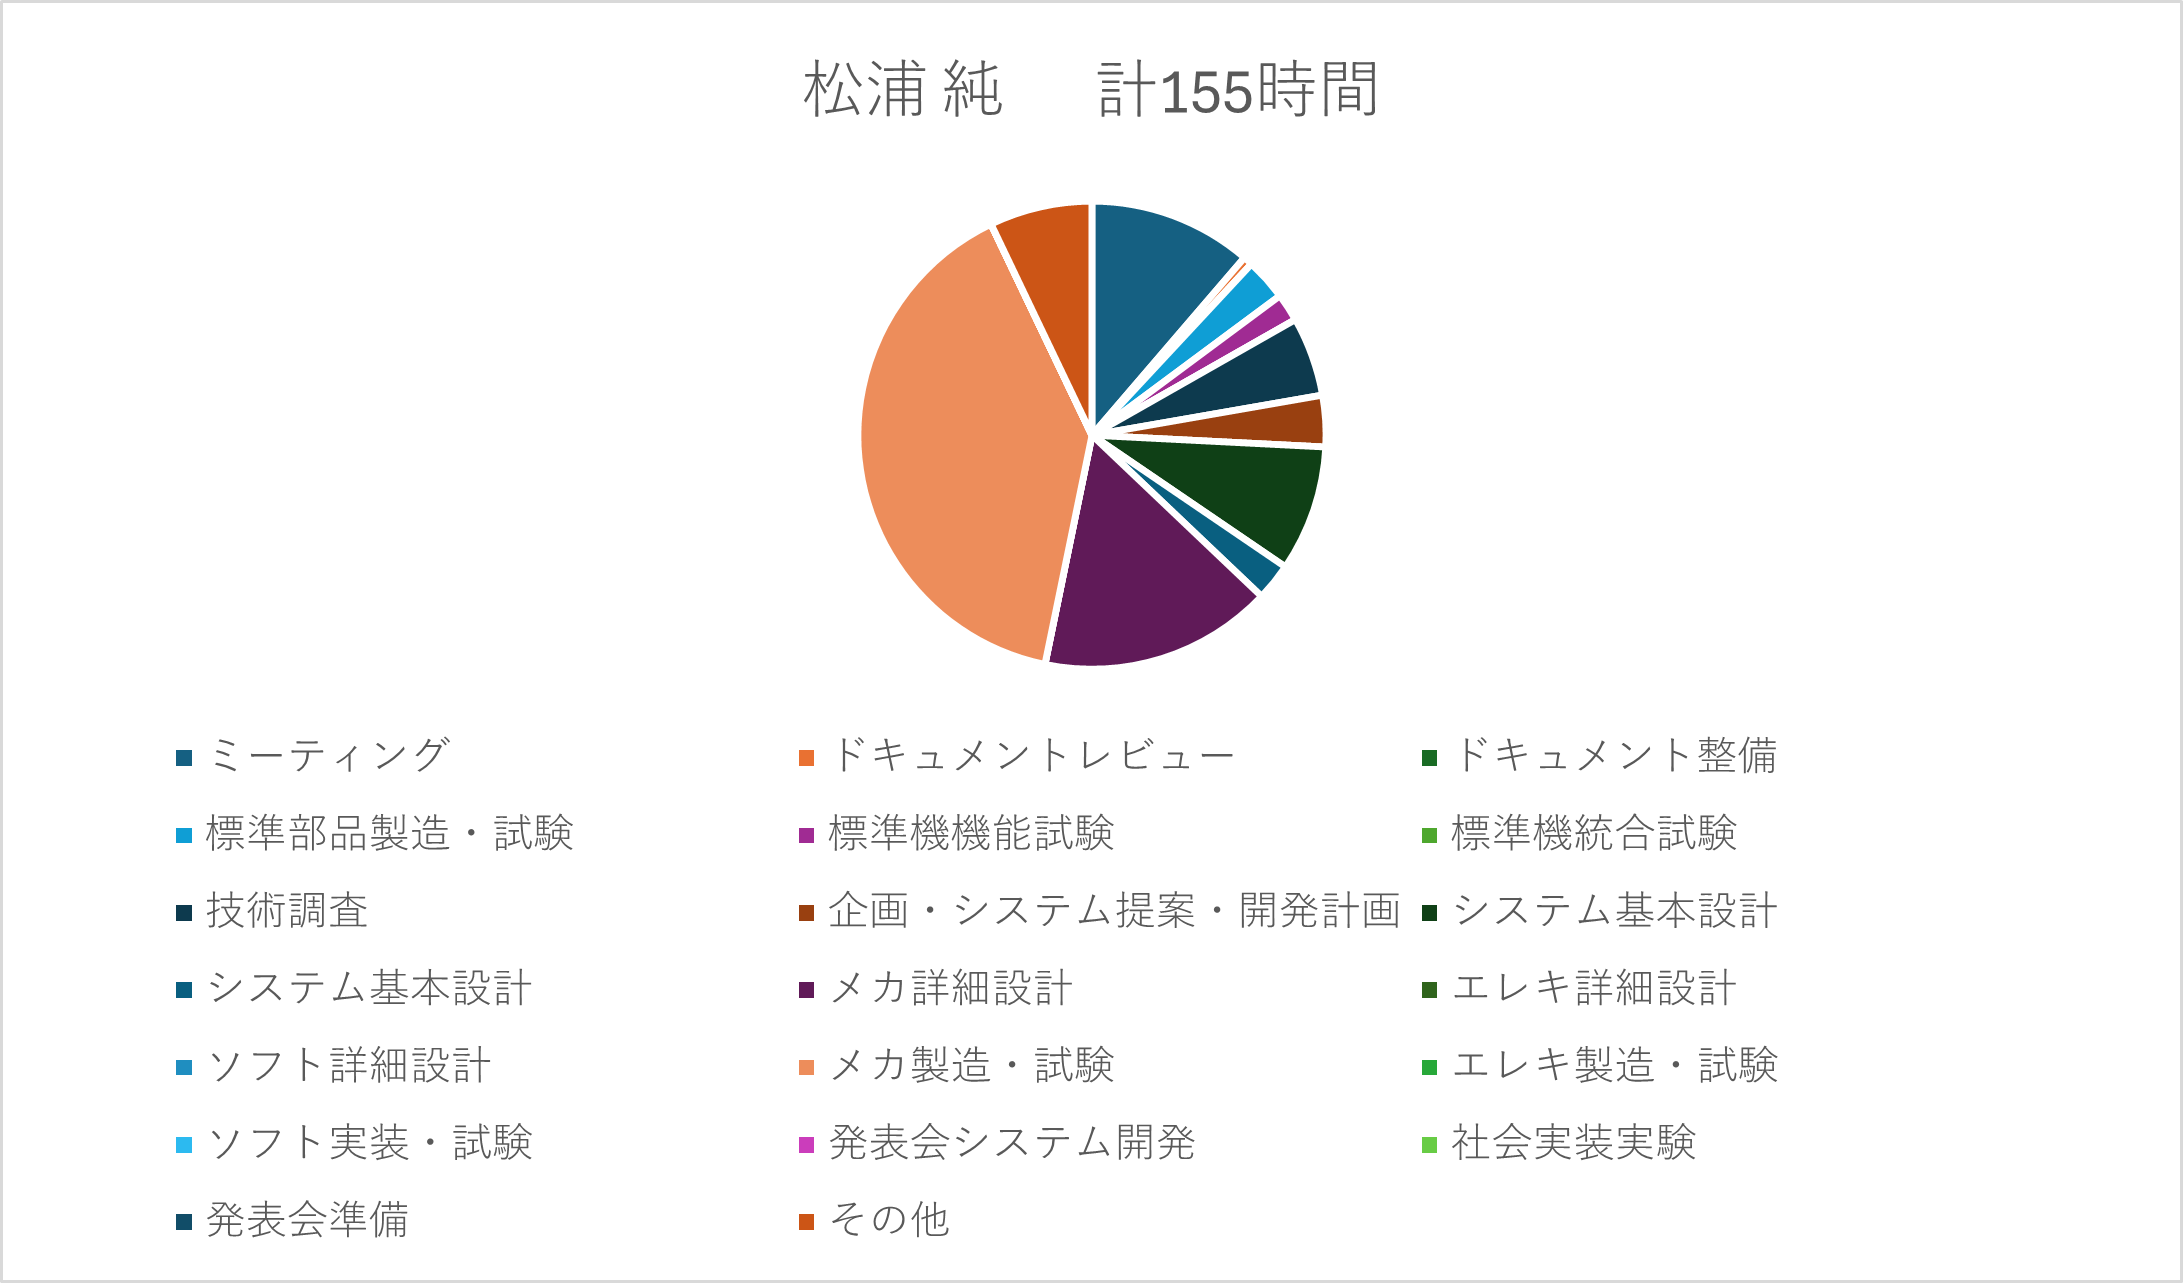 松浦 純　計155時間
ミーティング
ドキュメントレビュー
ドキュメント整備
標準部品製造・試験
標準機機能試験
標準機統合試験
技術調査
企画・システム提案・開発計画
システム基本設計
システム基本設計
メカ詳細設計
エレキ詳細設計
ソフト詳細設計
メカ製造・試験
エレキ製造・試験
ソフト実装・試験
発表会システム開発
社会実装実験
発表会準備
その他